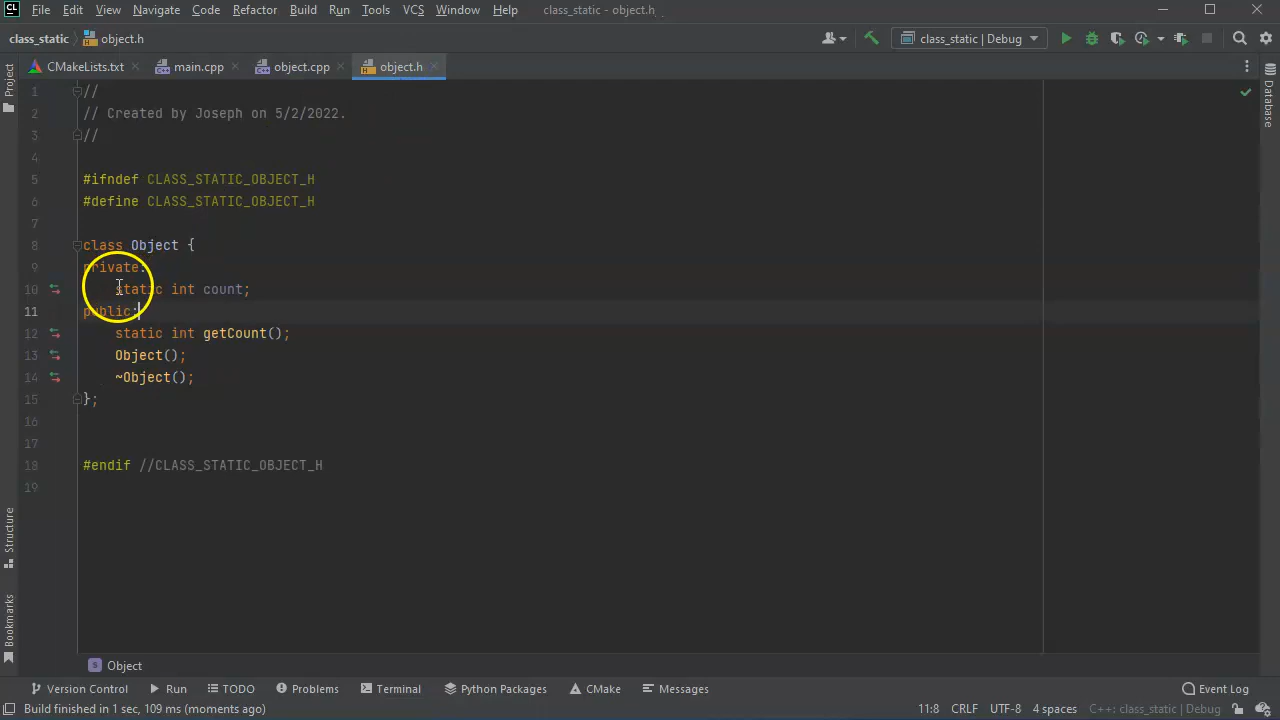 CL File Edit View Navigate Code Refactor Build Run Tools VCS Window Help class_static - object.h
class_static object.h class_static | Debug
Project CMakeLists.txt main.cpp object.cpp object.h
Database
1 //
2 // Created by Joseph on 5/2/2022.
3 //
4
5 #ifndef CLASS_STATIC_OBJECT_H
6 #define CLASS_STATIC_OBJECT_H
7
8 class Object {
9 private:
10 static int count;
11 public:
12 static int getCount();
13 Object();
14 ~Object();
15 };
16
17
18 #endif //CLASS_STATIC_OBJECT_H
19
Structure
Bookmarks
S Object
Version Control Run TODO Problems Terminal Python Packages CMake Messages Event Log
Build finished in 1 sec, 109 ms (moments ago) 11:8 CRLF UTF-8 4 spaces C++: class_static | Debug